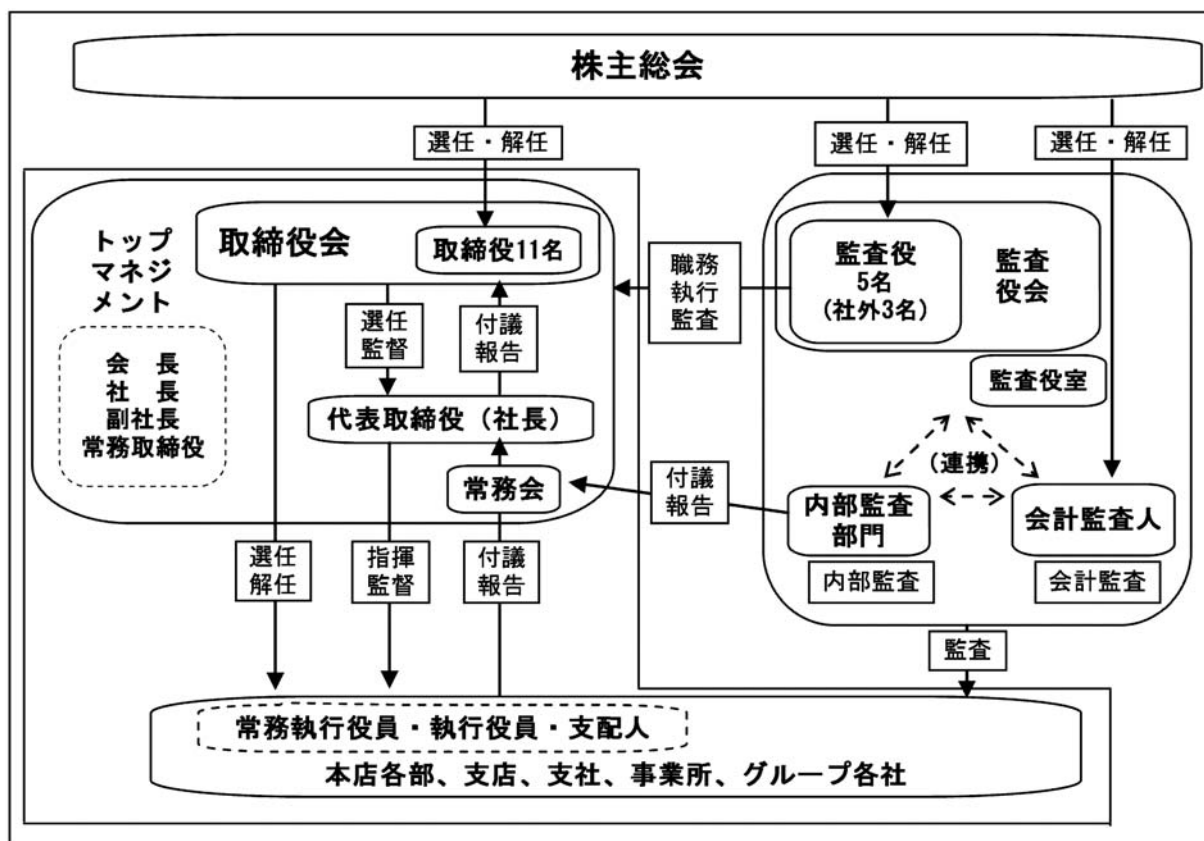 株主総会
選任・解任
選任・解任
選任・解任
トップ
マネジ
メント
会　長
社　長
副社長
常務取締役
取締役会
取締役11名
選任
監督
付議
報告
代表取締役（社長）
常務会
職務
執行
監査
監査役
5名
(社外3名)
監査
役会
監査役室
(連携)
付議
報告
内部監査
部門
会計監査人
内部監査
会計監査
選任
解任
指揮
監督
付議
報告
監査
常務執行役員・執行役員・支配人
本店各部、支店、支社、事業所、グループ各社